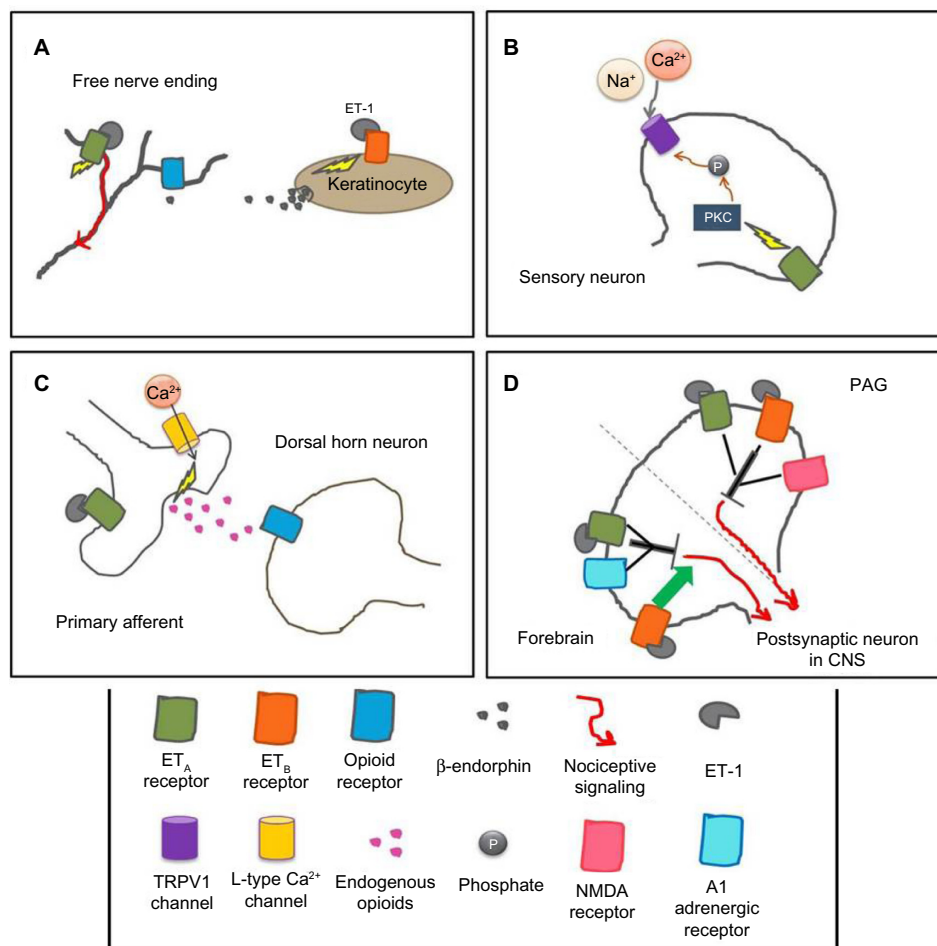 A
Free nerve ending
ET-1
Keratinocyte
B
Na⁺
Ca²⁺
P
PKC
Sensory neuron
C
Ca²⁺
Dorsal horn neuron
Primary afferent
D
PAG
Forebrain
Postsynaptic neuron
in CNS
ET_A
receptor
ET_B
receptor
Opioid
receptor
β-endorphin
Nociceptive
signaling
ET-1
TRPV1
channel
L-type Ca²⁺
channel
Endogenous
opioids
P
Phosphate
NMDA
receptor
A1
adrenergic
receptor